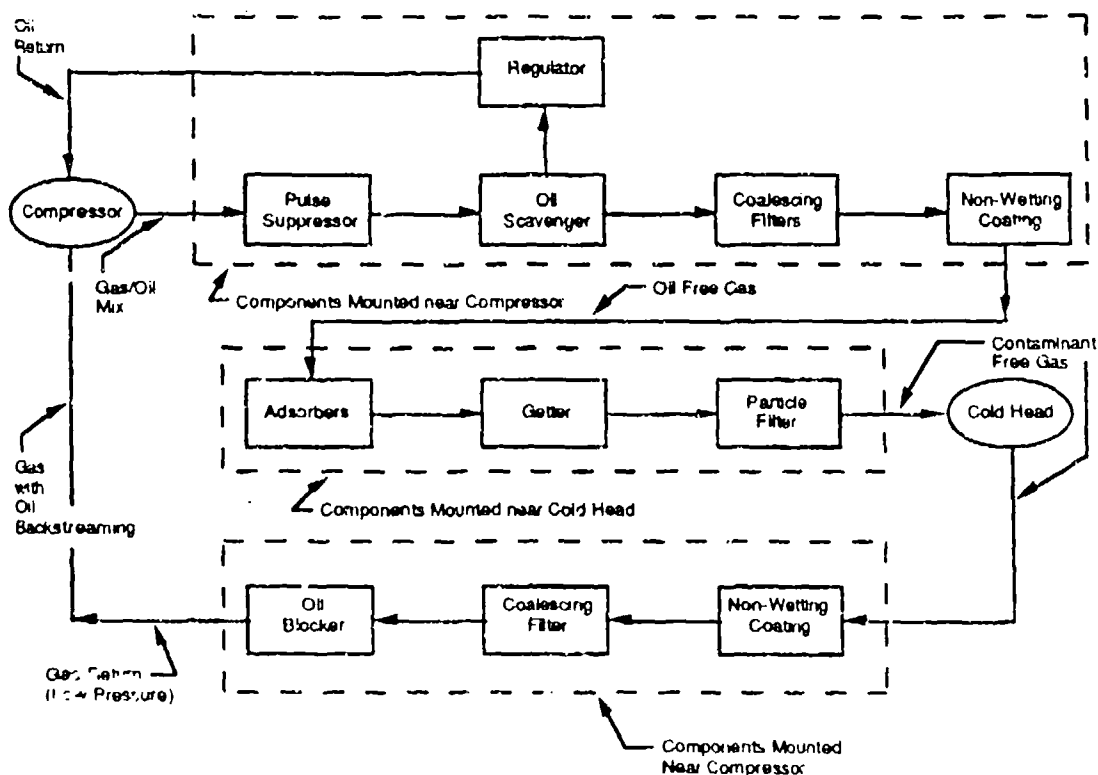 Oil
Return
Regulator
Compressor
Pulse
Suppressor
Oil
Scavenger
Coalescing
Filters
Non-Wetting
Coating
Gas/Oil
Mix
Components Mounted near Compressor
Oil Free Gas
Contaminant
Free Gas
Adsorbers
Getter
Particle
Filter
Cold Head
Gas
with
Oil
Backstreaming
Components Mounted near Cold Head
Oil
Blocker
Coalescing
Filter
Non-Wetting
Coating
Gas Return
(Low Pressure)
Components Mounted
Near Compressor